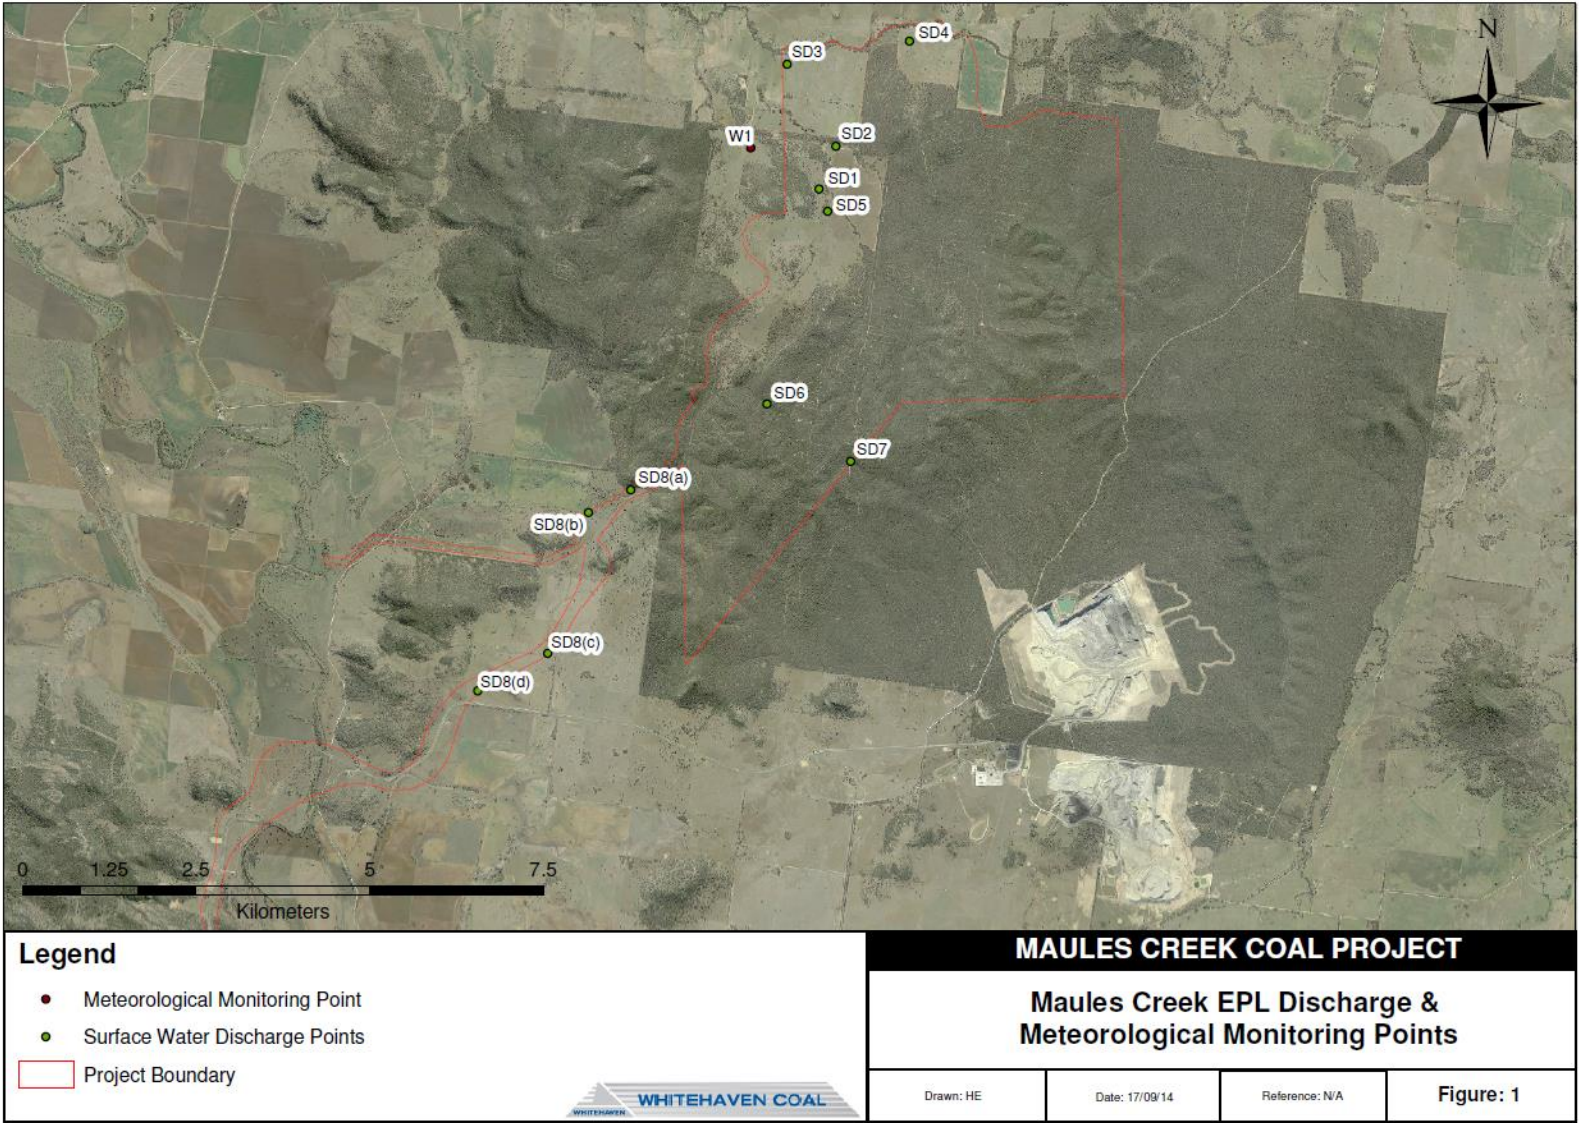 N
SD4
SD3
SD2
W1
SD1
SD5
SD6
SD7
SD8(a)
SD8(b)
SD8(c)
SD8(d)
0 1.25 2.5 5 7.5
Kilometers
Legend
Meteorological Monitoring Point
Surface Water Discharge Points
Project Boundary
WHITEHAVEN
WHITEHAVEN COAL
MAULES CREEK COAL PROJECT
Maules Creek EPL Discharge &
Meteorological Monitoring Points
Drawn: HE
Date: 17/09/14
Reference: N/A
Figure: 1